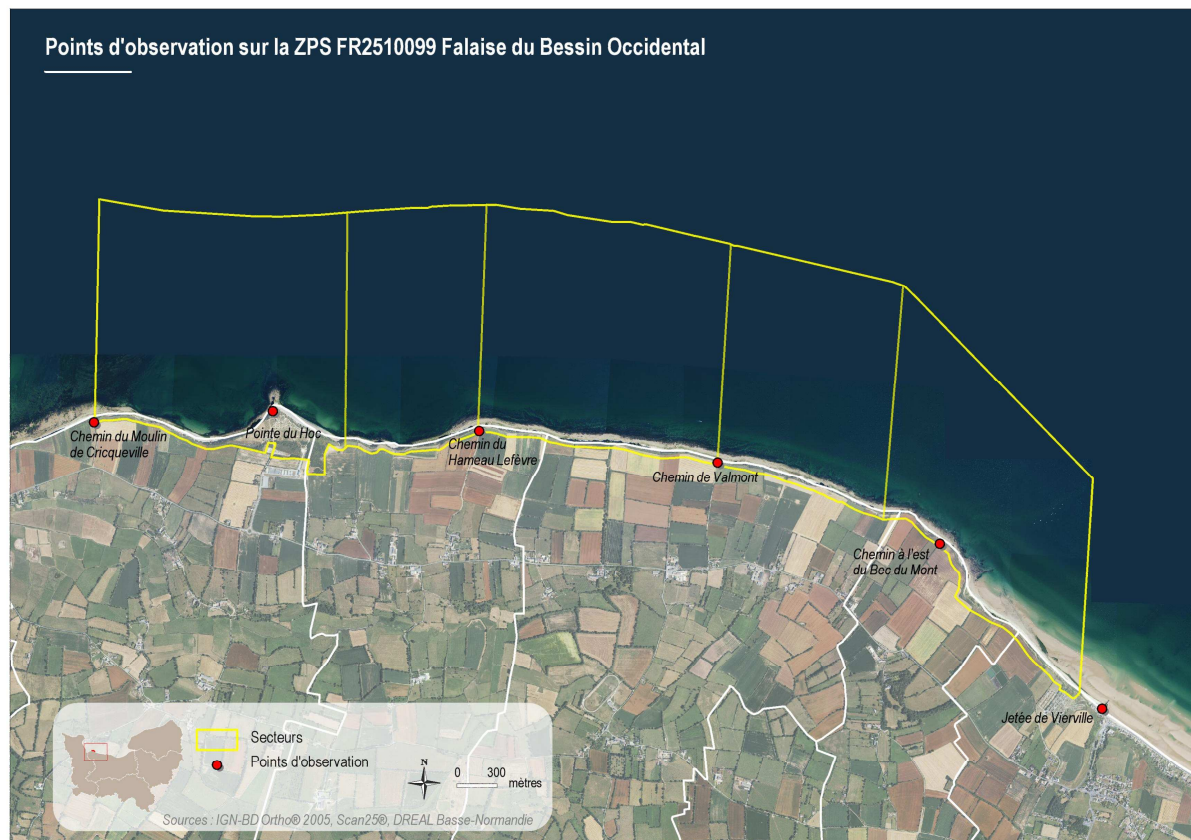 Points d'observation sur la ZPS FR2510099 Falaise du Bessin Occidental
Chemin du Moulin
de Cricqueville
Pointe du Hoc
Chemin du
Hameau Lefèvre
Chemin de Valmont
Chemin à l'est
du Bec du Mont
Jetée de Vierville
Secteurs
Points d'observation
N
0 300
mètres
Sources : IGN-BD Ortho® 2005, Scan25®, DREAL Basse-Normandie